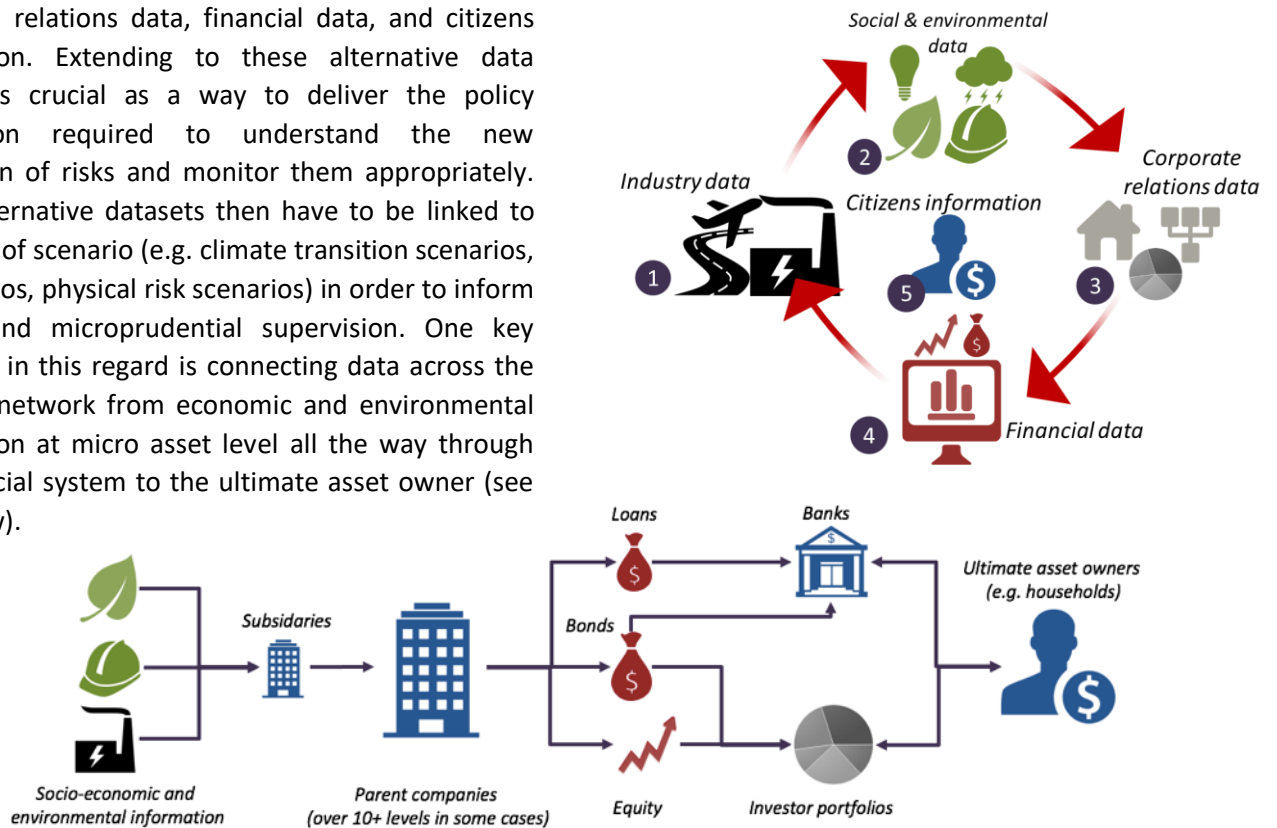 relations data, financial data, and citizens
on. Extending to these alternative data
s crucial as a way to deliver the policy
on required to understand the new
n of risks and monitor them appropriately.
ernative datasets then have to be linked to
of scenario (e.g. climate transition scenarios,
os, physical risk scenarios) in order to inform
nd microprudential supervision. One key
in this regard is connecting data across the
network from economic and environmental
on at micro asset level all the way through
cial system to the ultimate asset owner (see
v).
Social & environmental
data
2
Industry data
1
Corporate
relations data
3
Citizens information
$
5
$
4
Financial data
Loans
$
Banks
$
Ultimate asset owners
(e.g. households)
$
Subsidaries
Bonds
$
Socio-economic and
environmental information
Parent companies
(over 10+ levels in some cases)
Equity
Investor portfolios